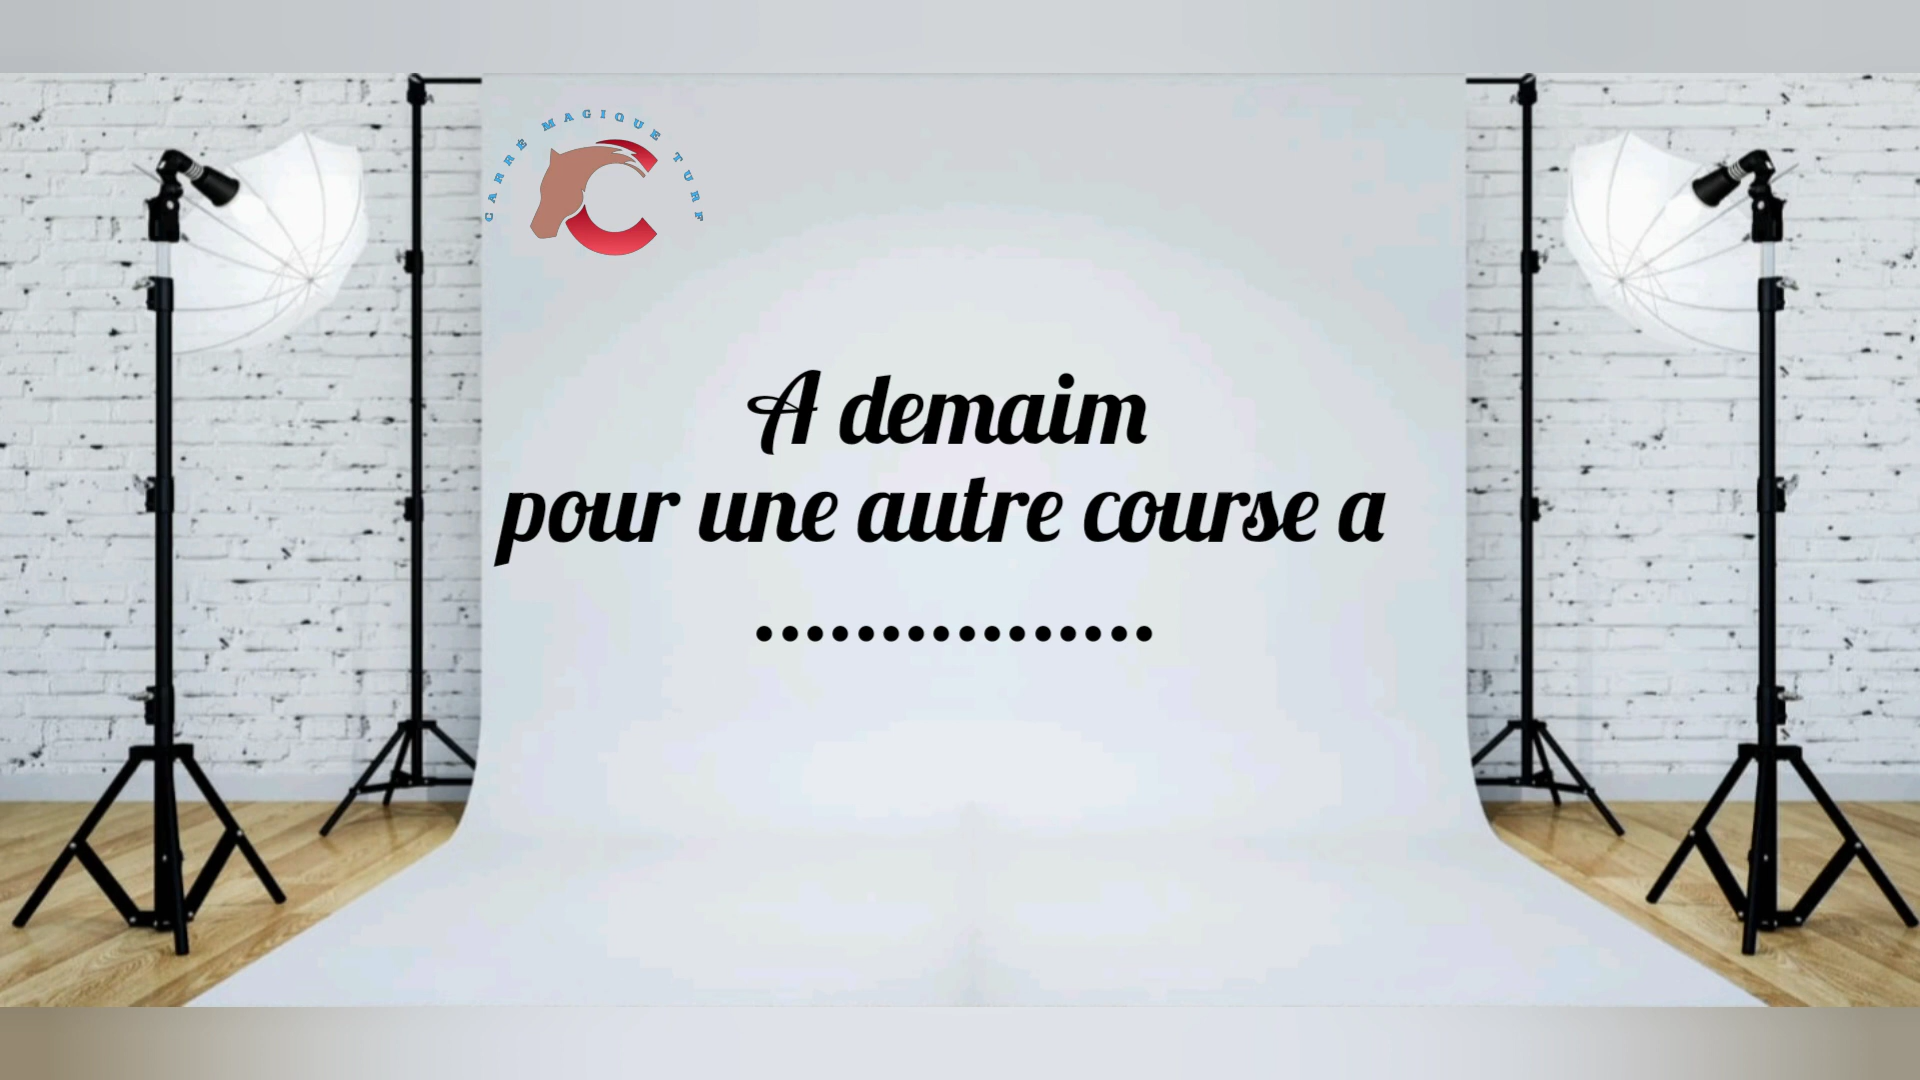 CARRÉ MAGIQUE TURF
A demaim
pour une autre course a
................